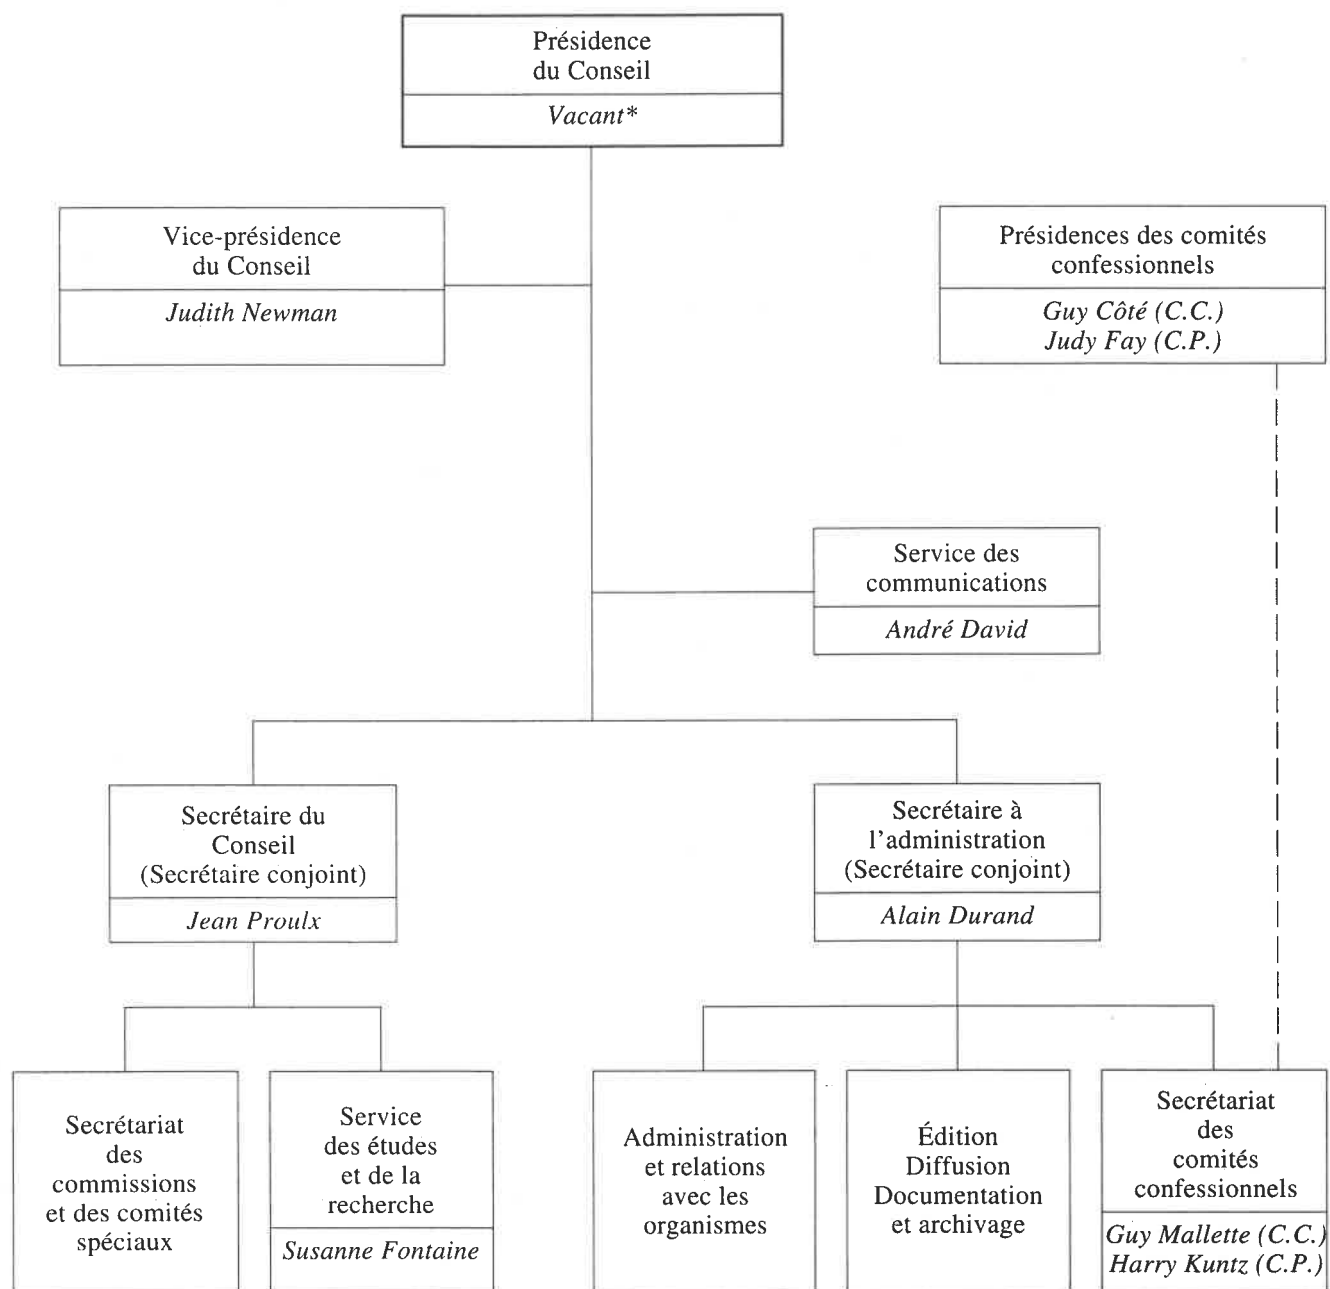 Présidence
du Conseil
Vacant*
Vice-présidence
du Conseil
Judith Newman
Présidences des comités
confessionnels
Guy Côté (C.C.)
Judy Fay (C.P.)
Service des
communications
André David
Secrétaire du
Conseil
(Secrétaire conjoint)
Jean Proulx
Secrétaire à
l'administration
(Secrétaire conjoint)
Alain Durand
Secrétariat
des
commissions
et des comités
spéciaux
Service
des études
et de la
recherche
Susanne Fontaine
Administration
et relations
avec les
organismes
Édition
Diffusion
Documentation
et archivage
Secrétariat
des
comités
confessionnels
Guy Mallette (C.C.)
Harry Kuntz (C.P.)